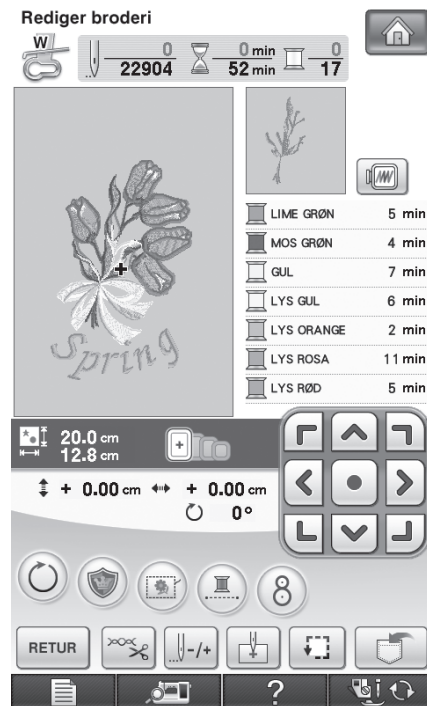 Rediger broderi
W
0 0 min 0
22904 52 min 17
LIME GRØN 5 min
MOS GRØN 4 min
GUL 7 min
LYS GUL 6 min
LYS ORANGE 2 min
LYS ROSA 11 min
LYS RØD 5 min
Spring
20.0 cm
12.8 cm
+ 0.00 cm + 0.00 cm
0°
8
RETUR
-/+
?